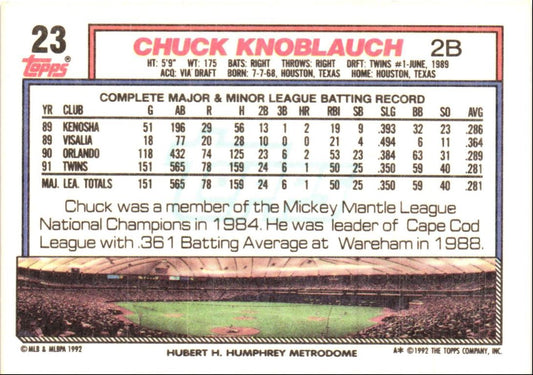 23
CHUCK KNOBLAUCH 2B
Topps®
HT: 5'9" WT: 175 BATS: RIGHT THROWS: RIGHT DRFT: TWINS #1-JUNE, 1989
ACQ: VIA DRAFT BORN: 7-7-68, HOUSTON, TEXAS HOME: HOUSTON, TEXAS
COMPLETE MAJOR & MINOR LEAGUE BATTING RECORD
YR CLUB G AB R H 2B 3B HR RBI SB SLG BB SO AVG
89 KENOSHA 51 196 29 56 13 1 2 19 9 .393 32 23 .286
89 VISALIA 18 77 20 28 10 0 0 21 4 .494 6 11 .364
90 ORLANDO 118 432 74 125 23 6 2 53 23 .384 63 31 .289
91 TWINS 151 565 78 159 24 6 1 50 25 .350 59 40 .281
MAJ. LEA. TOTALS 151 565 78 159 24 6 1 50 25 .350 59 40 .281
Chuck was a member of the Mickey Mantle League
National Champions in 1984. He was leader of Cape Cod
League with .361 Batting Average at Wareham in 1988.
©MLB & MLBPA 1992 HUBERT H. HUMPHREY METRODOME A* ©1992 THE TOPPS COMPANY, INC.